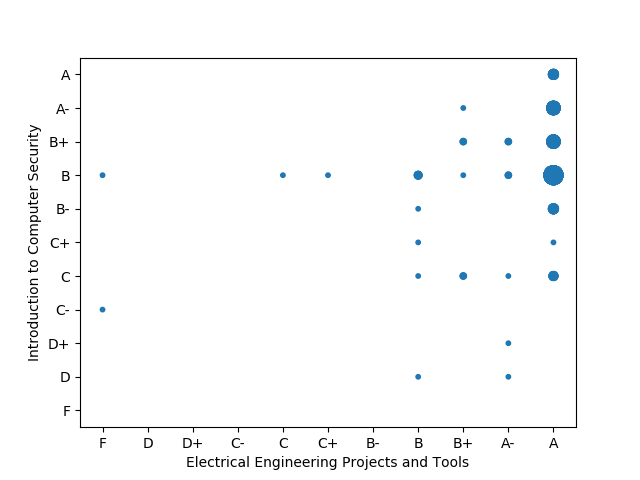 A
A-
B+
B
B-
C+
C
C-
D+
D
F
Introduction to Computer Security
F D D+ C- C C+ B- B B+ A- A
Electrical Engineering Projects and Tools